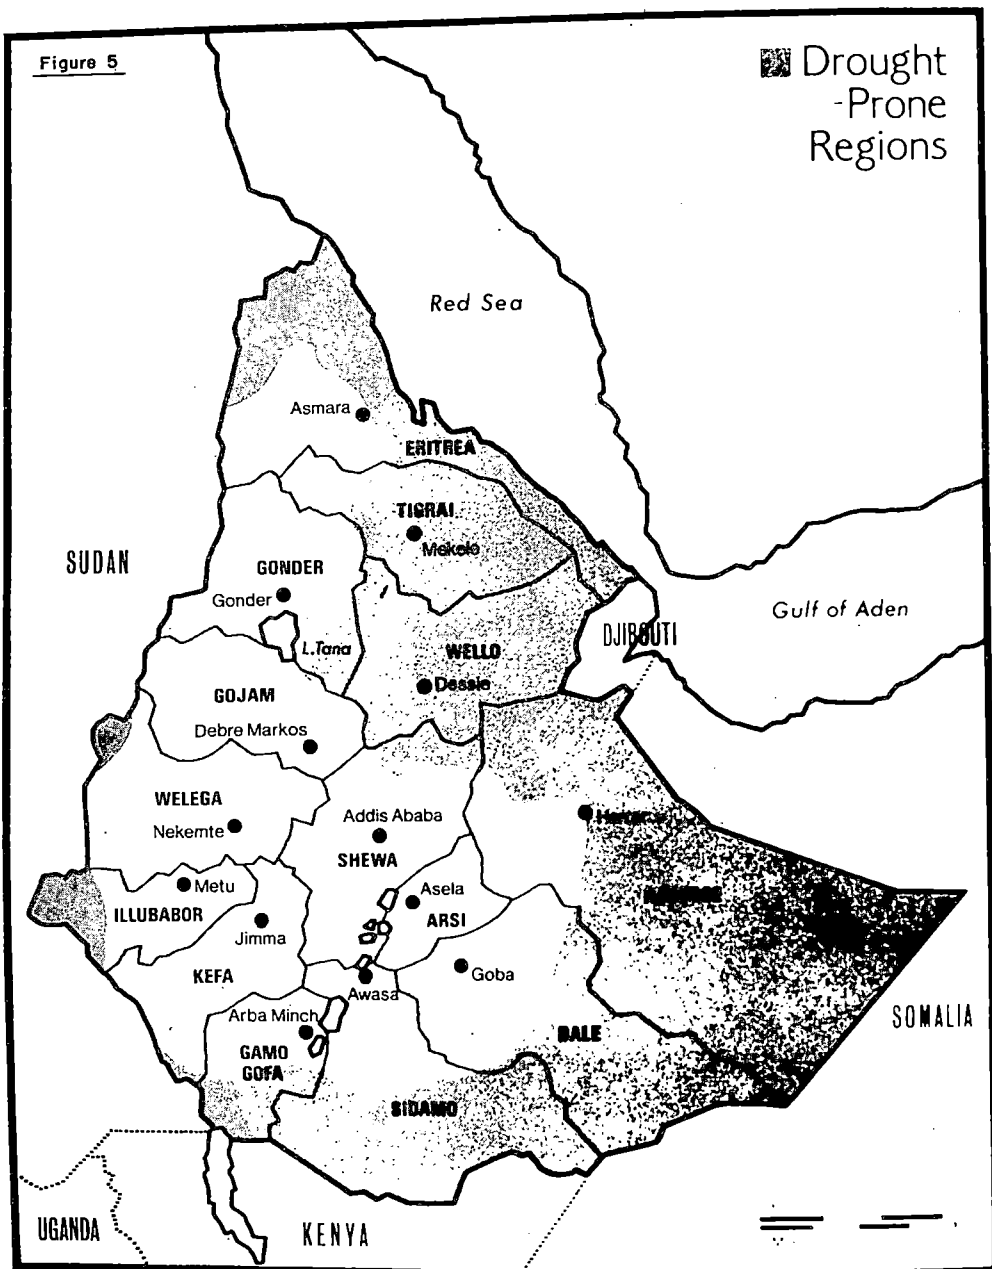 Figure 5
Drought
-Prone
Regions
Red Sea
Asmara
ERITREA
TIGRAI
Mekele
SUDAN
GONDER
Gonder
L.Tana
Gulf of Aden
DJIBOUTI
WELLO
Dessie
GOJAM
Debre Markos
WELEGA
Nekemte
Addis Ababa
SHEWA
Metu
ILLUBABOR
Asela
ARSI
Jimma
KEFA
Goba
Awasa
Arba Minch
SOMALIA
BALE
GAMO
GOFA
SIDAMO
UGANDA
KENYA